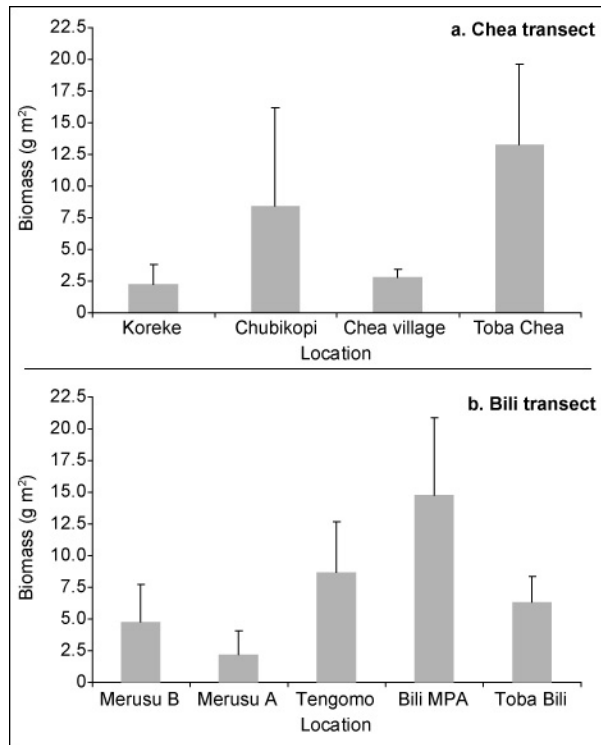 22.5
a. Chea transect
20.0
17.5
15.0
12.5
10.0
7.5
5.0
2.5
0
Biomass (g m²)
Koreke Chubikopi Chea village Toba Chea
Location
22.5
b. Bili transect
20.0
17.5
15.0
12.5
10.0
7.5
5.0
2.5
0
Biomass (g m²)
Merusu B Merusu A Tengomo Bili MPA Toba Bili
Location